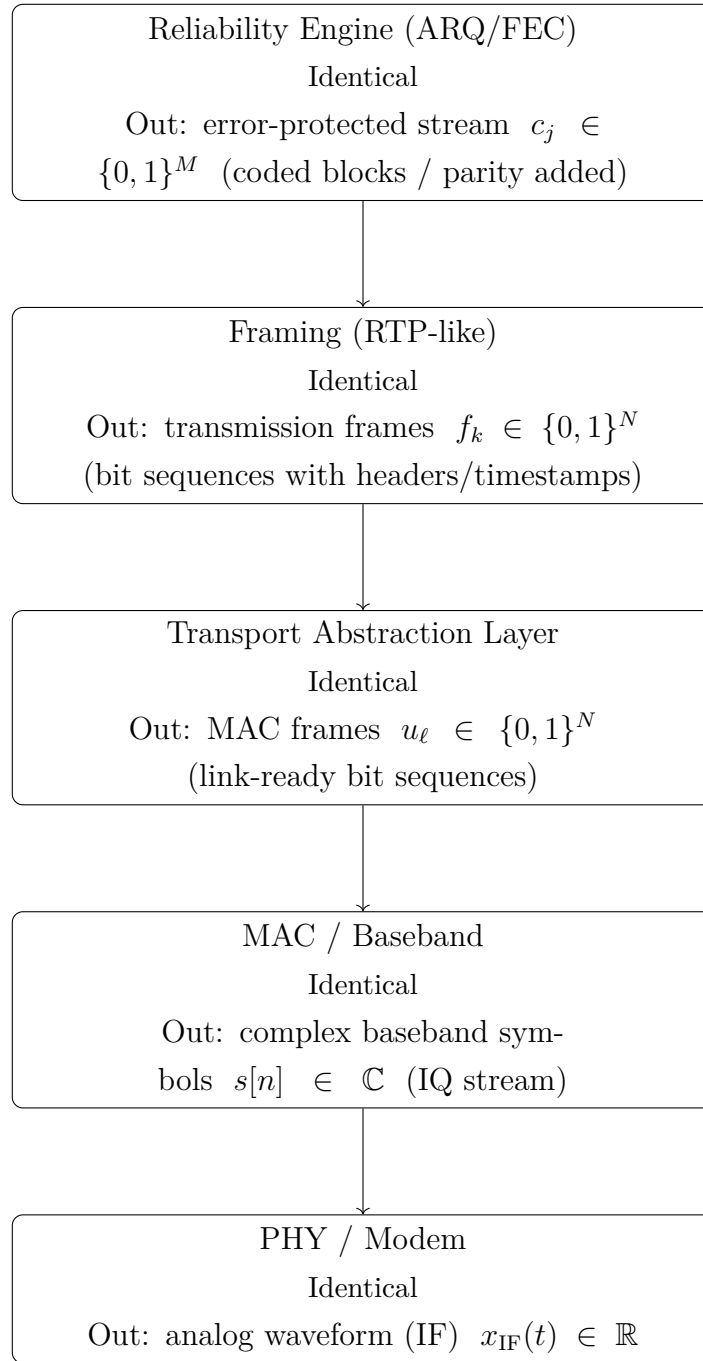 Reliability Engine (ARQ/FEC)
Identical
Out: error-protected stream c_j ∈
{0, 1}^M (coded blocks / parity added)
Framing (RTP-like)
Identical
Out: transmission frames f_k ∈ {0, 1}^N
(bit sequences with headers/timestamps)
Transport Abstraction Layer
Identical
Out: MAC frames u_ℓ ∈ {0, 1}^N
(link-ready bit sequences)
MAC / Baseband
Identical
Out: complex baseband sym-
bols s[n] ∈ ℂ (IQ stream)
PHY / Modem
Identical
Out: analog waveform (IF) x_IF(t) ∈ ℝ